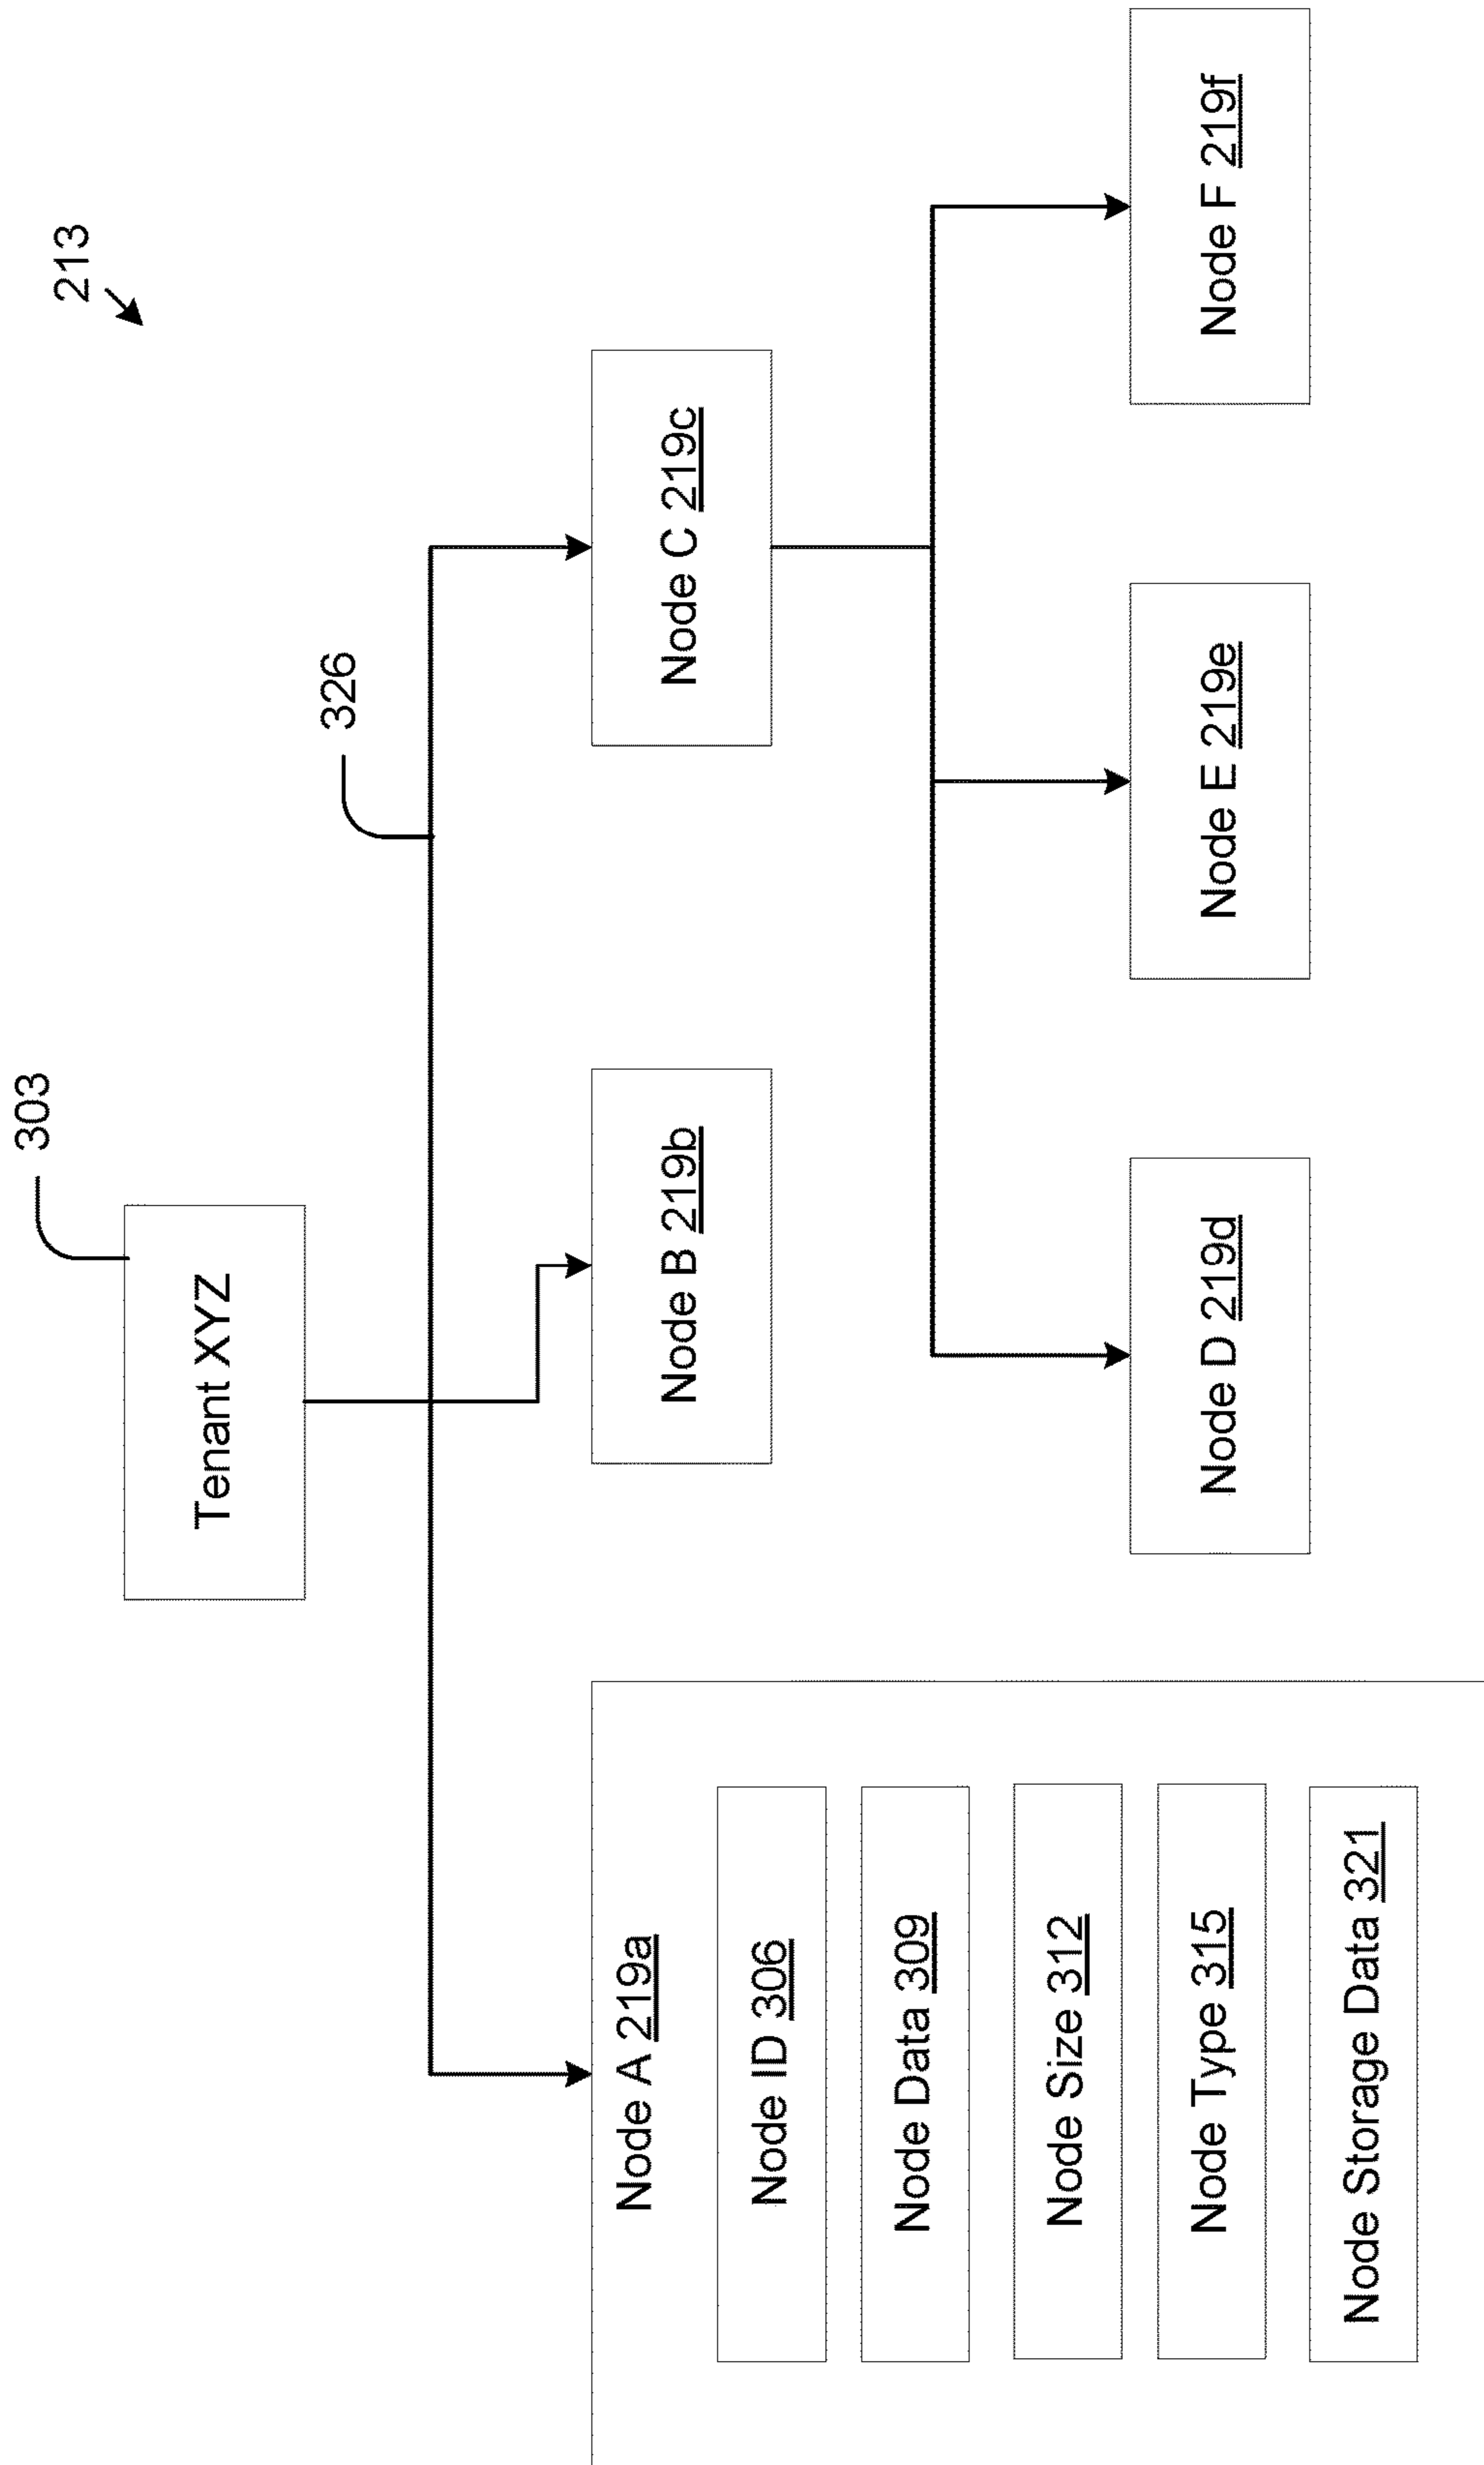 213
303
Tenant XYZ
326
Node A 219a
Node ID 306
Node Data 309
Node Size 312
Node Type 315
Node Storage Data 321
Node B 219b
Node C 219c
Node D 219d
Node E 219e
Node F 219f